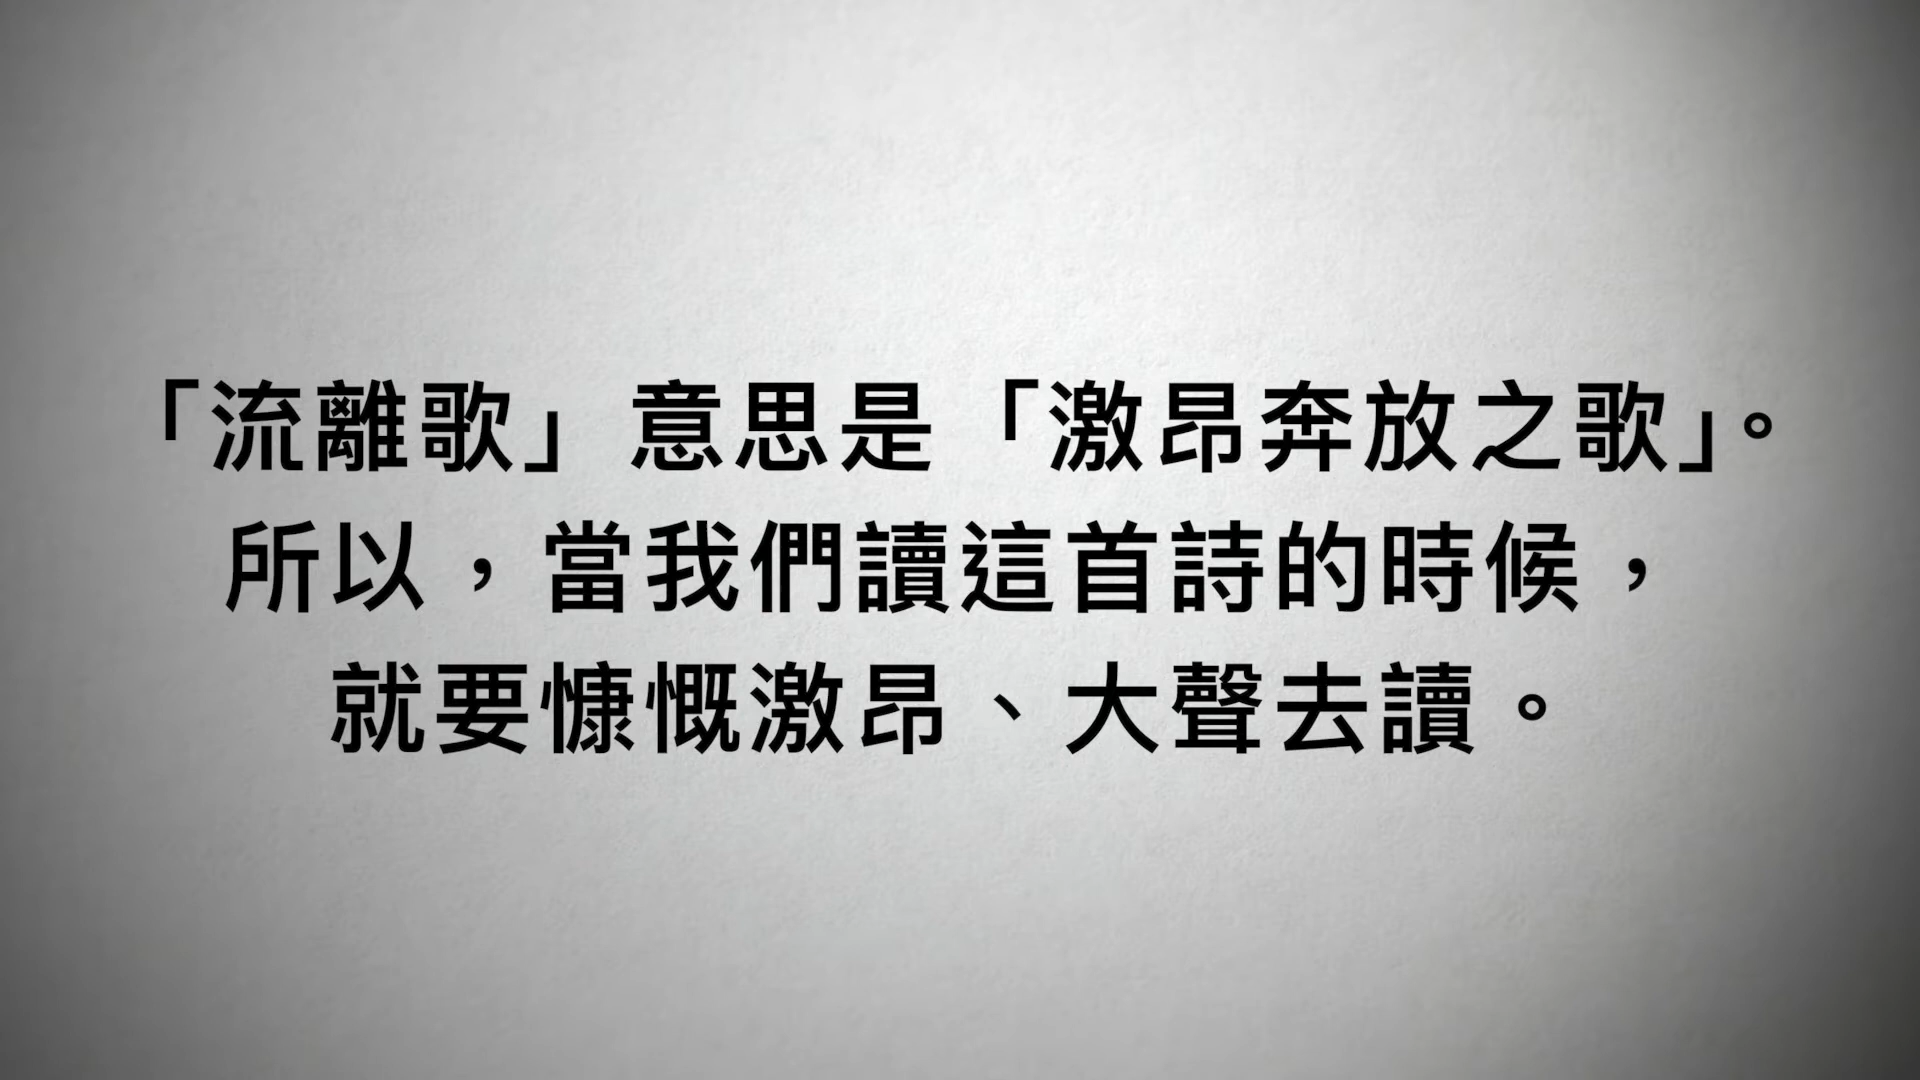 「流離歌」意思是「激昂奔放之歌」。
所以，當我們讀這首詩的時候，
就要慷慨激昂、大聲去讀。